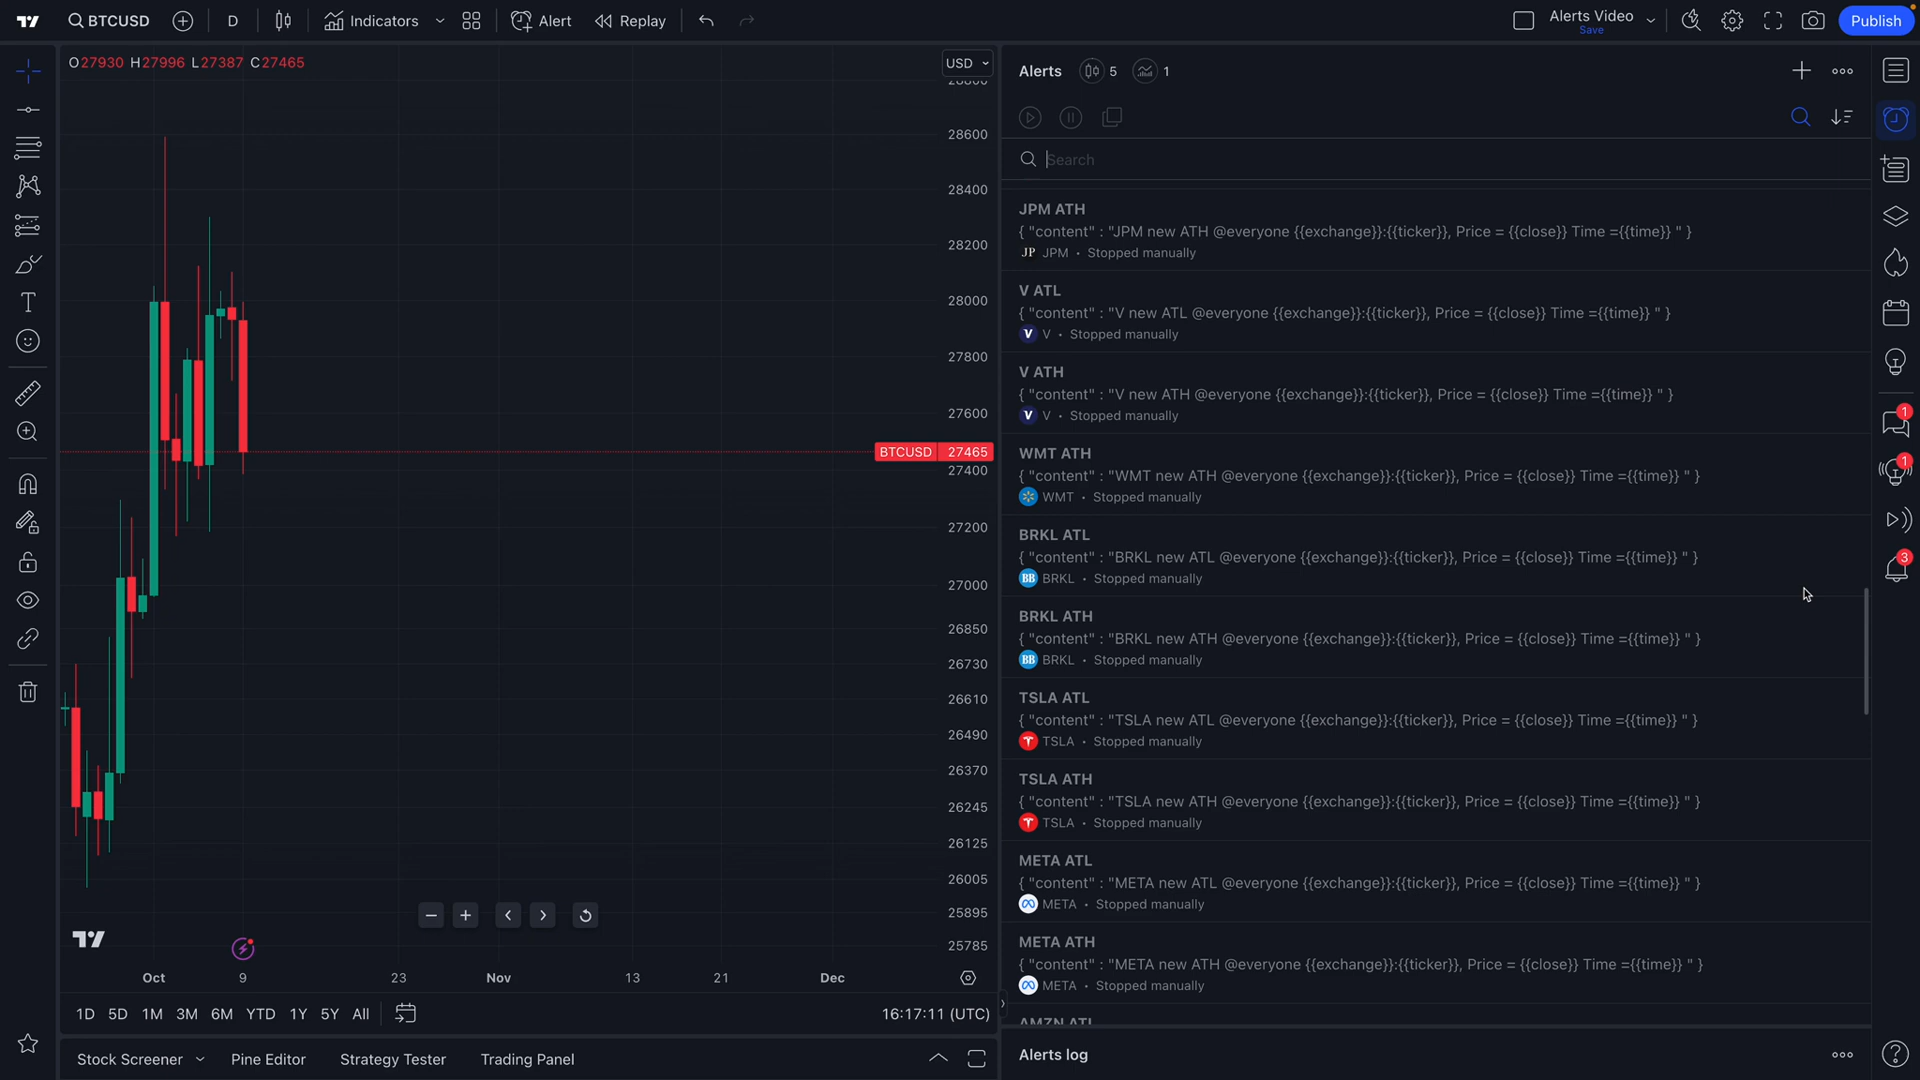 BTCUSD
D
Indicators
Alert
Replay
Alerts Video
Save
Publish
O27930 H27996 L27387 C27465
USD
28600
28400
28200
28000
27800
27600
BTCUSD 27465
27400
27200
27000
26850
26730
26610
26490
26370
26245
26125
26005
25895
25785
Oct 9 23 Nov 13 21 Dec
1D 5D 1M 3M 6M YTD 1Y 5Y All
16:17:11 (UTC)
Stock Screener
Pine Editor
Strategy Tester
Trading Panel
Alerts 5 1
Search
JPM ATH
{ "content" : "JPM new ATH @everyone {{exchange}}:{{ticker}}, Price = {{close}} Time ={{time}} " }
JP JPM • Stopped manually
V ATL
{ "content" : "V new ATL @everyone {{exchange}}:{{ticker}}, Price = {{close}} Time ={{time}} " }
V V • Stopped manually
V ATH
{ "content" : "V new ATH @everyone {{exchange}}:{{ticker}}, Price = {{close}} Time ={{time}} " }
V V • Stopped manually
WMT ATH
{ "content" : "WMT new ATH @everyone {{exchange}}:{{ticker}}, Price = {{close}} Time ={{time}} " }
WMT • Stopped manually
BRKL ATL
{ "content" : "BRKL new ATL @everyone {{exchange}}:{{ticker}}, Price = {{close}} Time ={{time}} " }
BB BRKL • Stopped manually
BRKL ATH
{ "content" : "BRKL new ATH @everyone {{exchange}}:{{ticker}}, Price = {{close}} Time ={{time}} " }
BB BRKL • Stopped manually
TSLA ATL
{ "content" : "TSLA new ATL @everyone {{exchange}}:{{ticker}}, Price = {{close}} Time ={{time}} " }
TSLA • Stopped manually
TSLA ATH
{ "content" : "TSLA new ATH @everyone {{exchange}}:{{ticker}}, Price = {{close}} Time ={{time}} " }
TSLA • Stopped manually
META ATL
{ "content" : "META new ATL @everyone {{exchange}}:{{ticker}}, Price = {{close}} Time ={{time}} " }
META • Stopped manually
META ATH
{ "content" : "META new ATH @everyone {{exchange}}:{{ticker}}, Price = {{close}} Time ={{time}} " }
META • Stopped manually
AMZN ATL
Alerts log
1
1
3